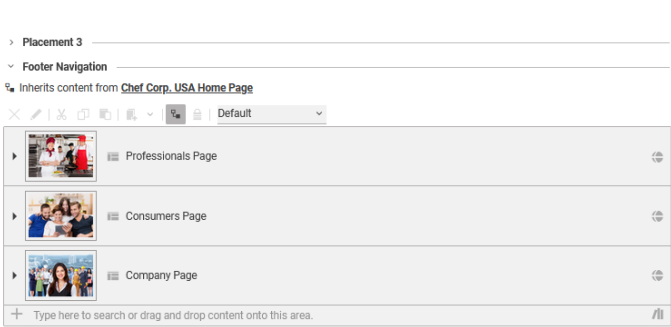 Placement 3
Footer Navigation
Inherits content from Chef Corp. USA Home Page
Default
Professionals Page
Consumers Page
Company Page
Type here to search or drag and drop content onto this area.